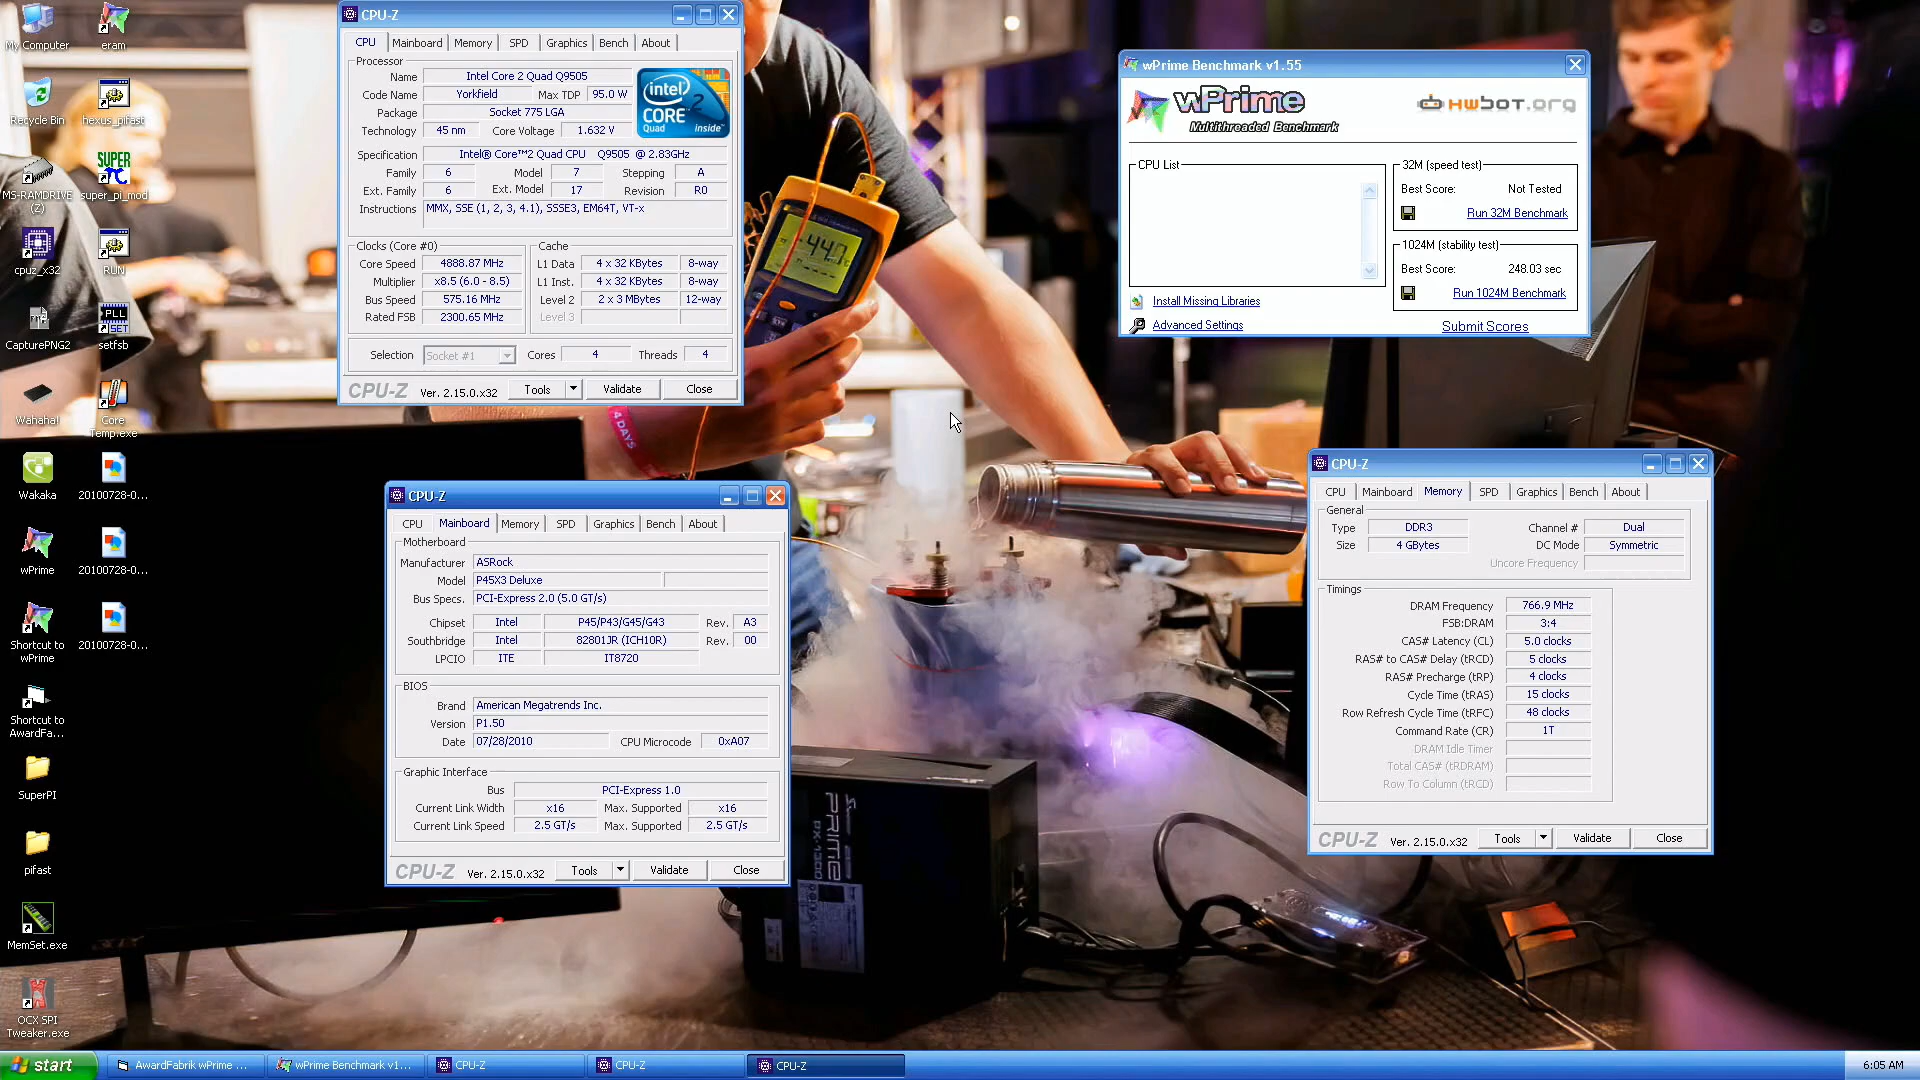 My Computer
eram
Recycle Bin
hexus_pifast
MS-RAMDRIVE
(Z)
super_pi_mod
cpuz_x32
RUN
CapturePNG2
setfsb
Wahaha!
Core
Temp.exe
Wakaka
20100728-0...
wPrime
20100728-0...
Shortcut to
wPrime
20100728-0...
Shortcut to
AwardFa...
SuperPI
pifast
MemSet.exe
OCX SPI
Tweaker.exe
CPU-Z
CPU Mainboard Memory SPD Graphics Bench About
Processor
Name Intel Core 2 Quad Q9505
Code Name Yorkfield Max TDP 95.0 W
Package Socket 775 LGA
Technology 45 nm Core Voltage 1.632 V
intel CORE 2 Quad inside™
Specification Intel® Core™2 Quad CPU Q9505 @ 2.83GHz
Family 6 Model 7 Stepping A
Ext. Family 6 Ext. Model 17 Revision R0
Instructions MMX, SSE (1, 2, 3, 4.1), SSSE3, EM64T, VT-x
Clocks (Core #0)
Core Speed 4888.87 MHz
Multiplier x8.5 (6.0 - 8.5)
Bus Speed 575.16 MHz
Rated FSB 2300.65 MHz
Cache
L1 Data 4 x 32 KBytes 8-way
L1 Inst. 4 x 32 KBytes 8-way
Level 2 2 x 3 MBytes 12-way
Level 3
Selection Socket #1 Cores 4 Threads 4
CPU-Z Ver. 2.15.0.x32 Tools Validate Close
wPrime Benchmark v1.55
wPrime
Multithreaded Benchmark
HWBOT.ORG
CPU List
32M (speed test)
Best Score: Not Tested
Run 32M Benchmark
1024M (stability test)
Best Score: 248.03 sec
Run 1024M Benchmark
Install Missing Libraries
Advanced Settings
Submit Scores
4 DAYS
CPU-Z
CPU Mainboard Memory SPD Graphics Bench About
Motherboard
Manufacturer ASRock
Model P45X3 Deluxe
Bus Specs. PCI-Express 2.0 (5.0 GT/s)
Chipset Intel P45/P43/G45/G43 Rev. A3
Southbridge Intel 82801JR (ICH10R) Rev. 00
LPCIO ITE IT8720
BIOS
Brand American Megatrends Inc.
Version P1.50
Date 07/28/2010 CPU Microcode 0xA07
Graphic Interface
Bus PCI-Express 1.0
Current Link Width x16 Max. Supported x16
Current Link Speed 2.5 GT/s Max. Supported 2.5 GT/s
CPU-Z Ver. 2.15.0.x32 Tools Validate Close
CPU-Z
CPU Mainboard Memory SPD Graphics Bench About
General
Type DDR3 Channel # Dual
Size 4 GBytes DC Mode Symmetric
Uncore Frequency
Timings
DRAM Frequency 766.9 MHz
FSB:DRAM 3:4
CAS# Latency (CL) 5.0 clocks
RAS# to CAS# Delay (tRCD) 5 clocks
RAS# Precharge (tRP) 4 clocks
Cycle Time (tRAS) 15 clocks
Row Refresh Cycle Time (tRFC) 48 clocks
Command Rate (CR) 1T
DRAM Idle Timer
Total CAS# (tRDRAM)
Row To Column (tRCD)
CPU-Z Ver. 2.15.0.x32 Tools Validate Close
PRIME
start
AwardFabrik wPrime ...
wPrime Benchmark v1...
CPU-Z
CPU-Z
CPU-Z
6:05 AM